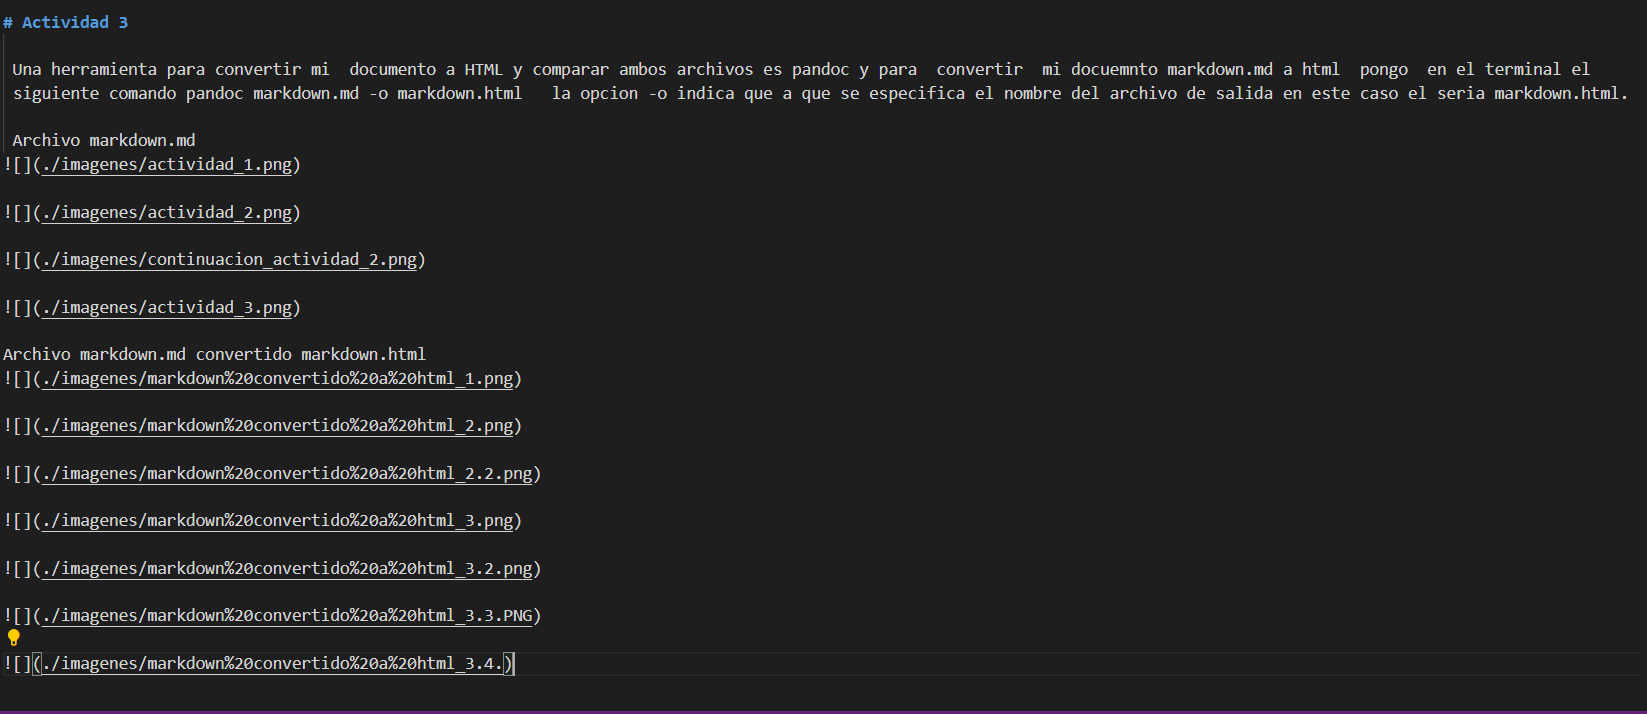 # Actividad 3
Una herramienta para convertir mi  documento a HTML y comparar ambos archivos es pandoc y para  convertir  mi docuemnto markdown.md a html  pongo  en el terminal el
siguiente comando pandoc markdown.md -o markdown.html   la opcion -o indica que a que se especifica el nombre del archivo de salida en este caso el seria markdown.html.
Archivo markdown.md
![](./imagenes/actividad_1.png)
![](./imagenes/actividad_2.png)
![](./imagenes/continuacion_actividad_2.png)
![](./imagenes/actividad_3.png)
Archivo markdown.md convertido markdown.html
![](./imagenes/markdown%20convertido%20a%20html_1.png)
![](./imagenes/markdown%20convertido%20a%20html_2.png)
![](./imagenes/markdown%20convertido%20a%20html_2.2.png)
![](./imagenes/markdown%20convertido%20a%20html_3.png)
![](./imagenes/markdown%20convertido%20a%20html_3.2.png)
![](./imagenes/markdown%20convertido%20a%20html_3.3.PNG)
![](./imagenes/markdown%20convertido%20a%20html_3.4.)